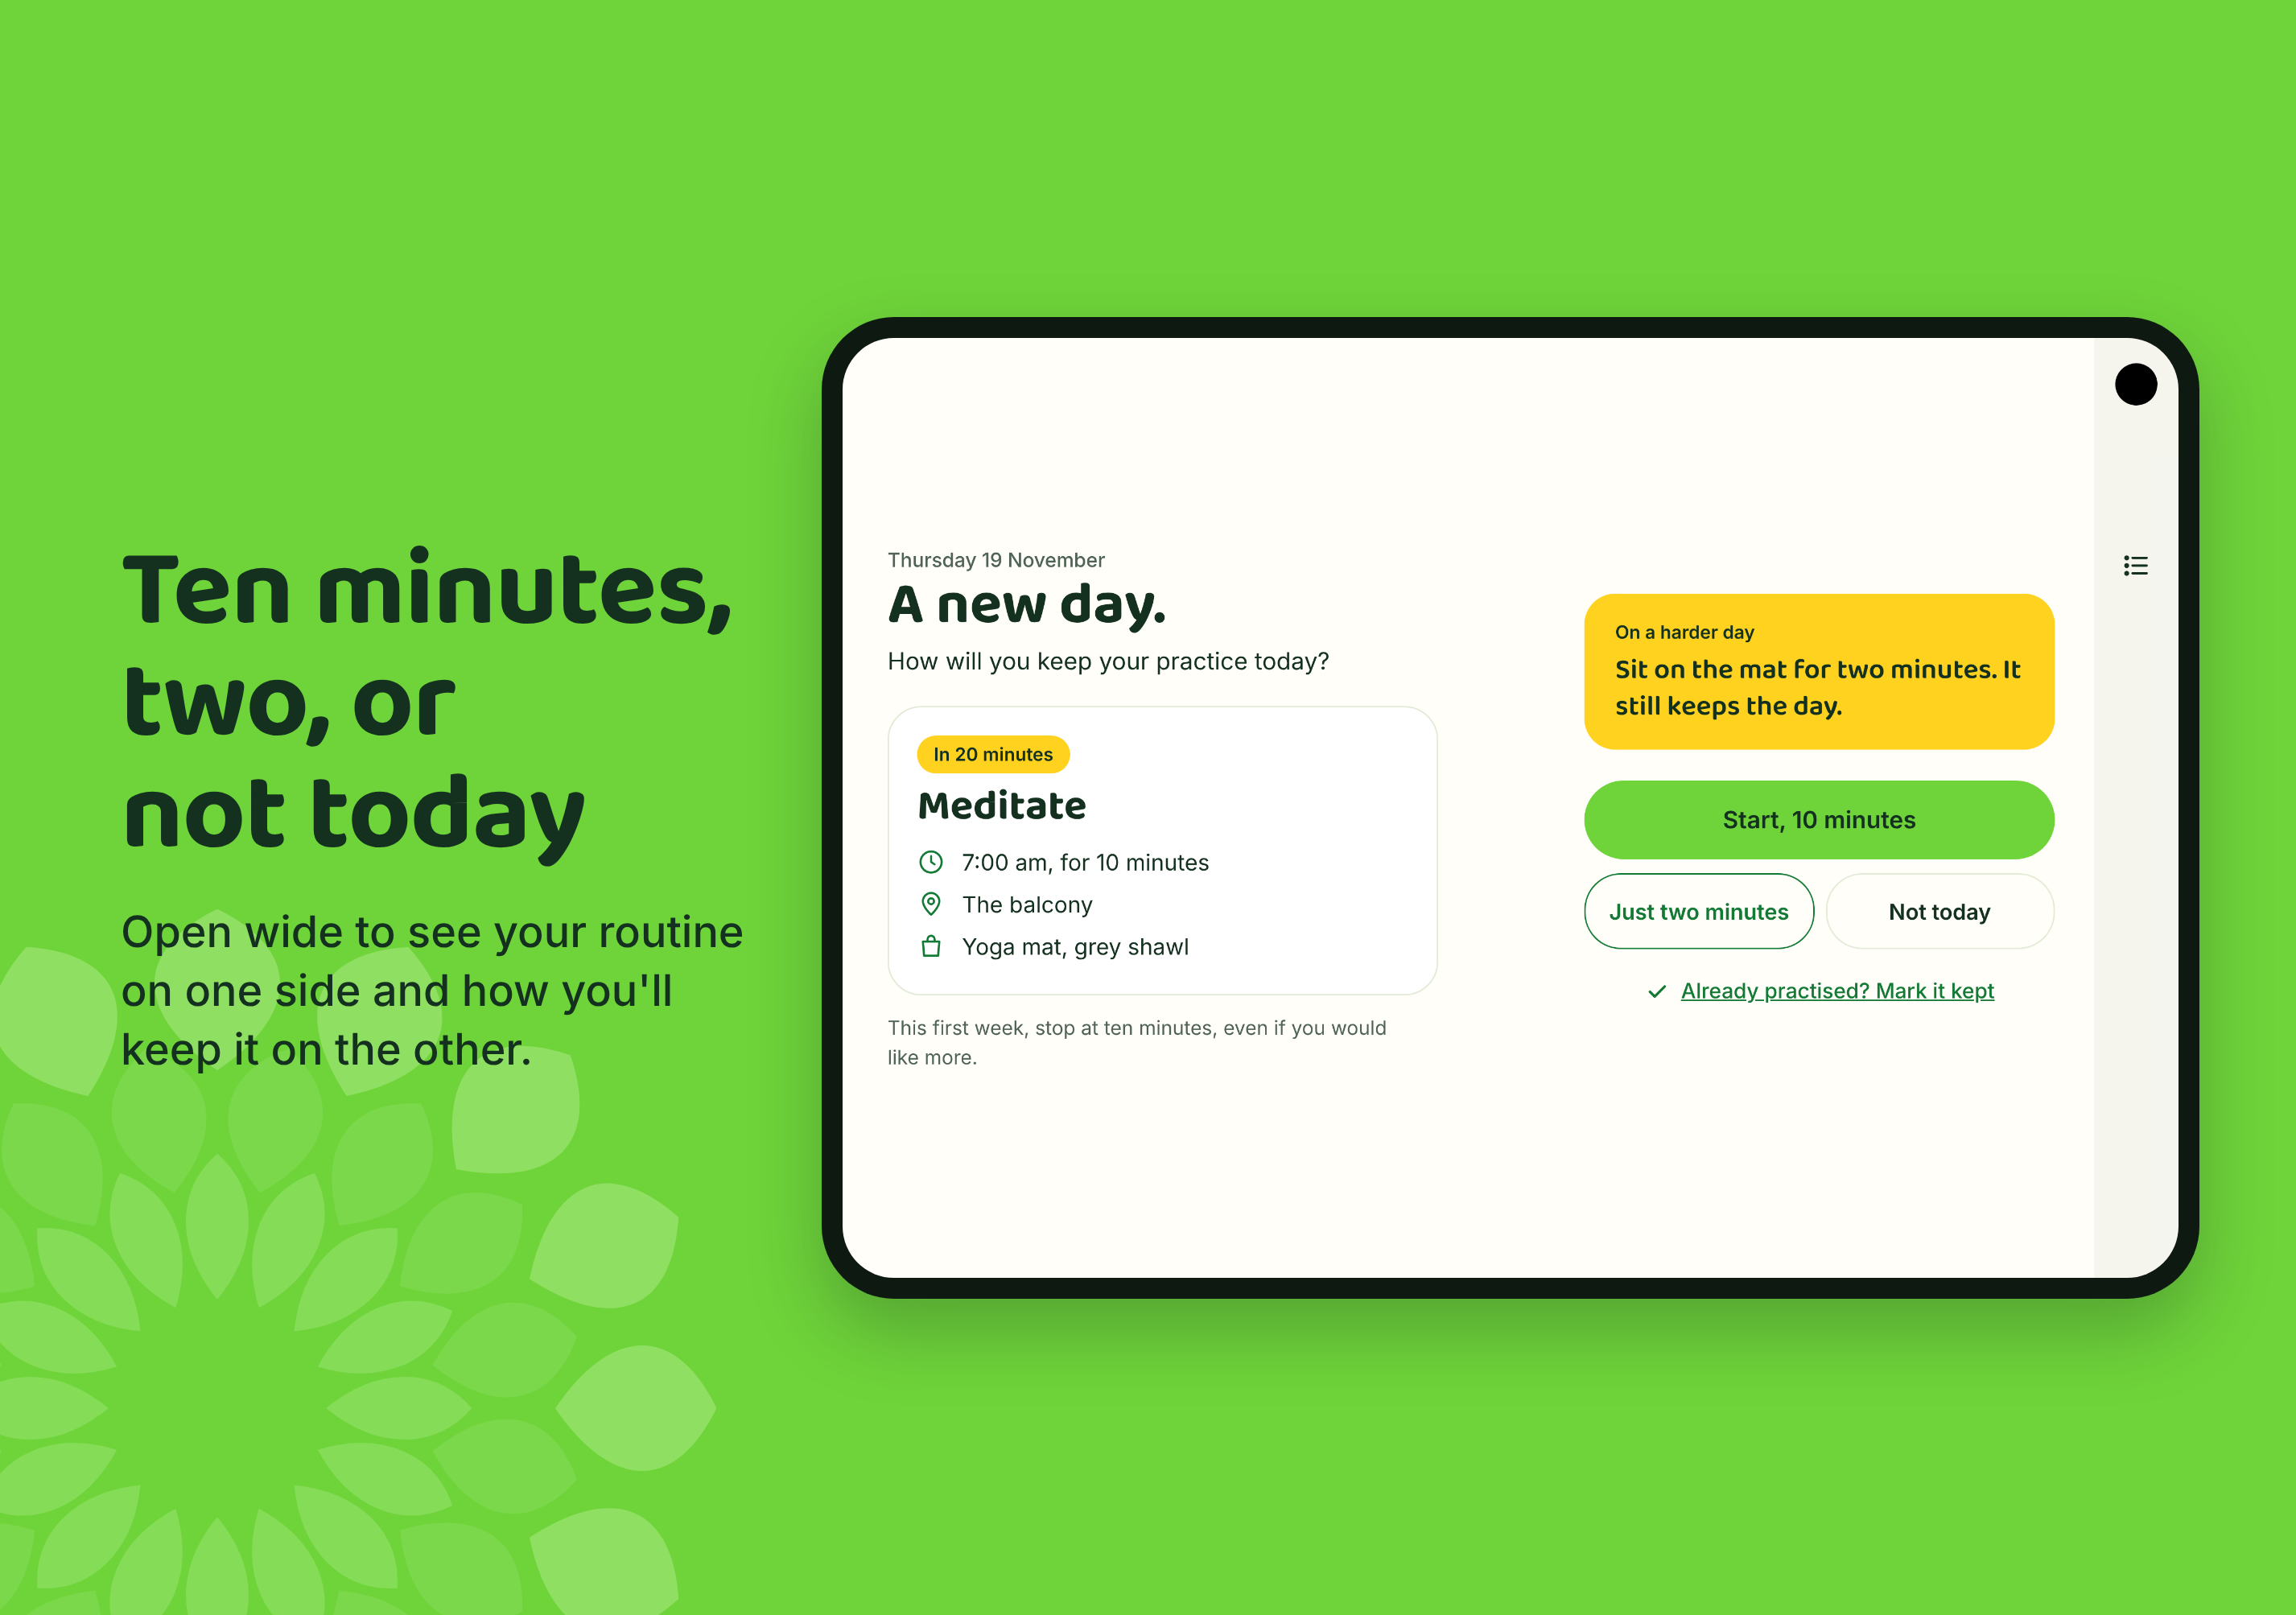 Ten minutes,
two, or
not today
Open wide to see your routine
on one side and how you'll
keep it on the other.
Thursday 19 November
A new day.
How will you keep your practice today?
In 20 minutes
Meditate
7:00 am, for 10 minutes
The balcony
Yoga mat, grey shawl
This first week, stop at ten minutes, even if you would
like more.
On a harder day
Sit on the mat for two minutes. It
still keeps the day.
Start, 10 minutes
Just two minutes
Not today
Already practised? Mark it kept